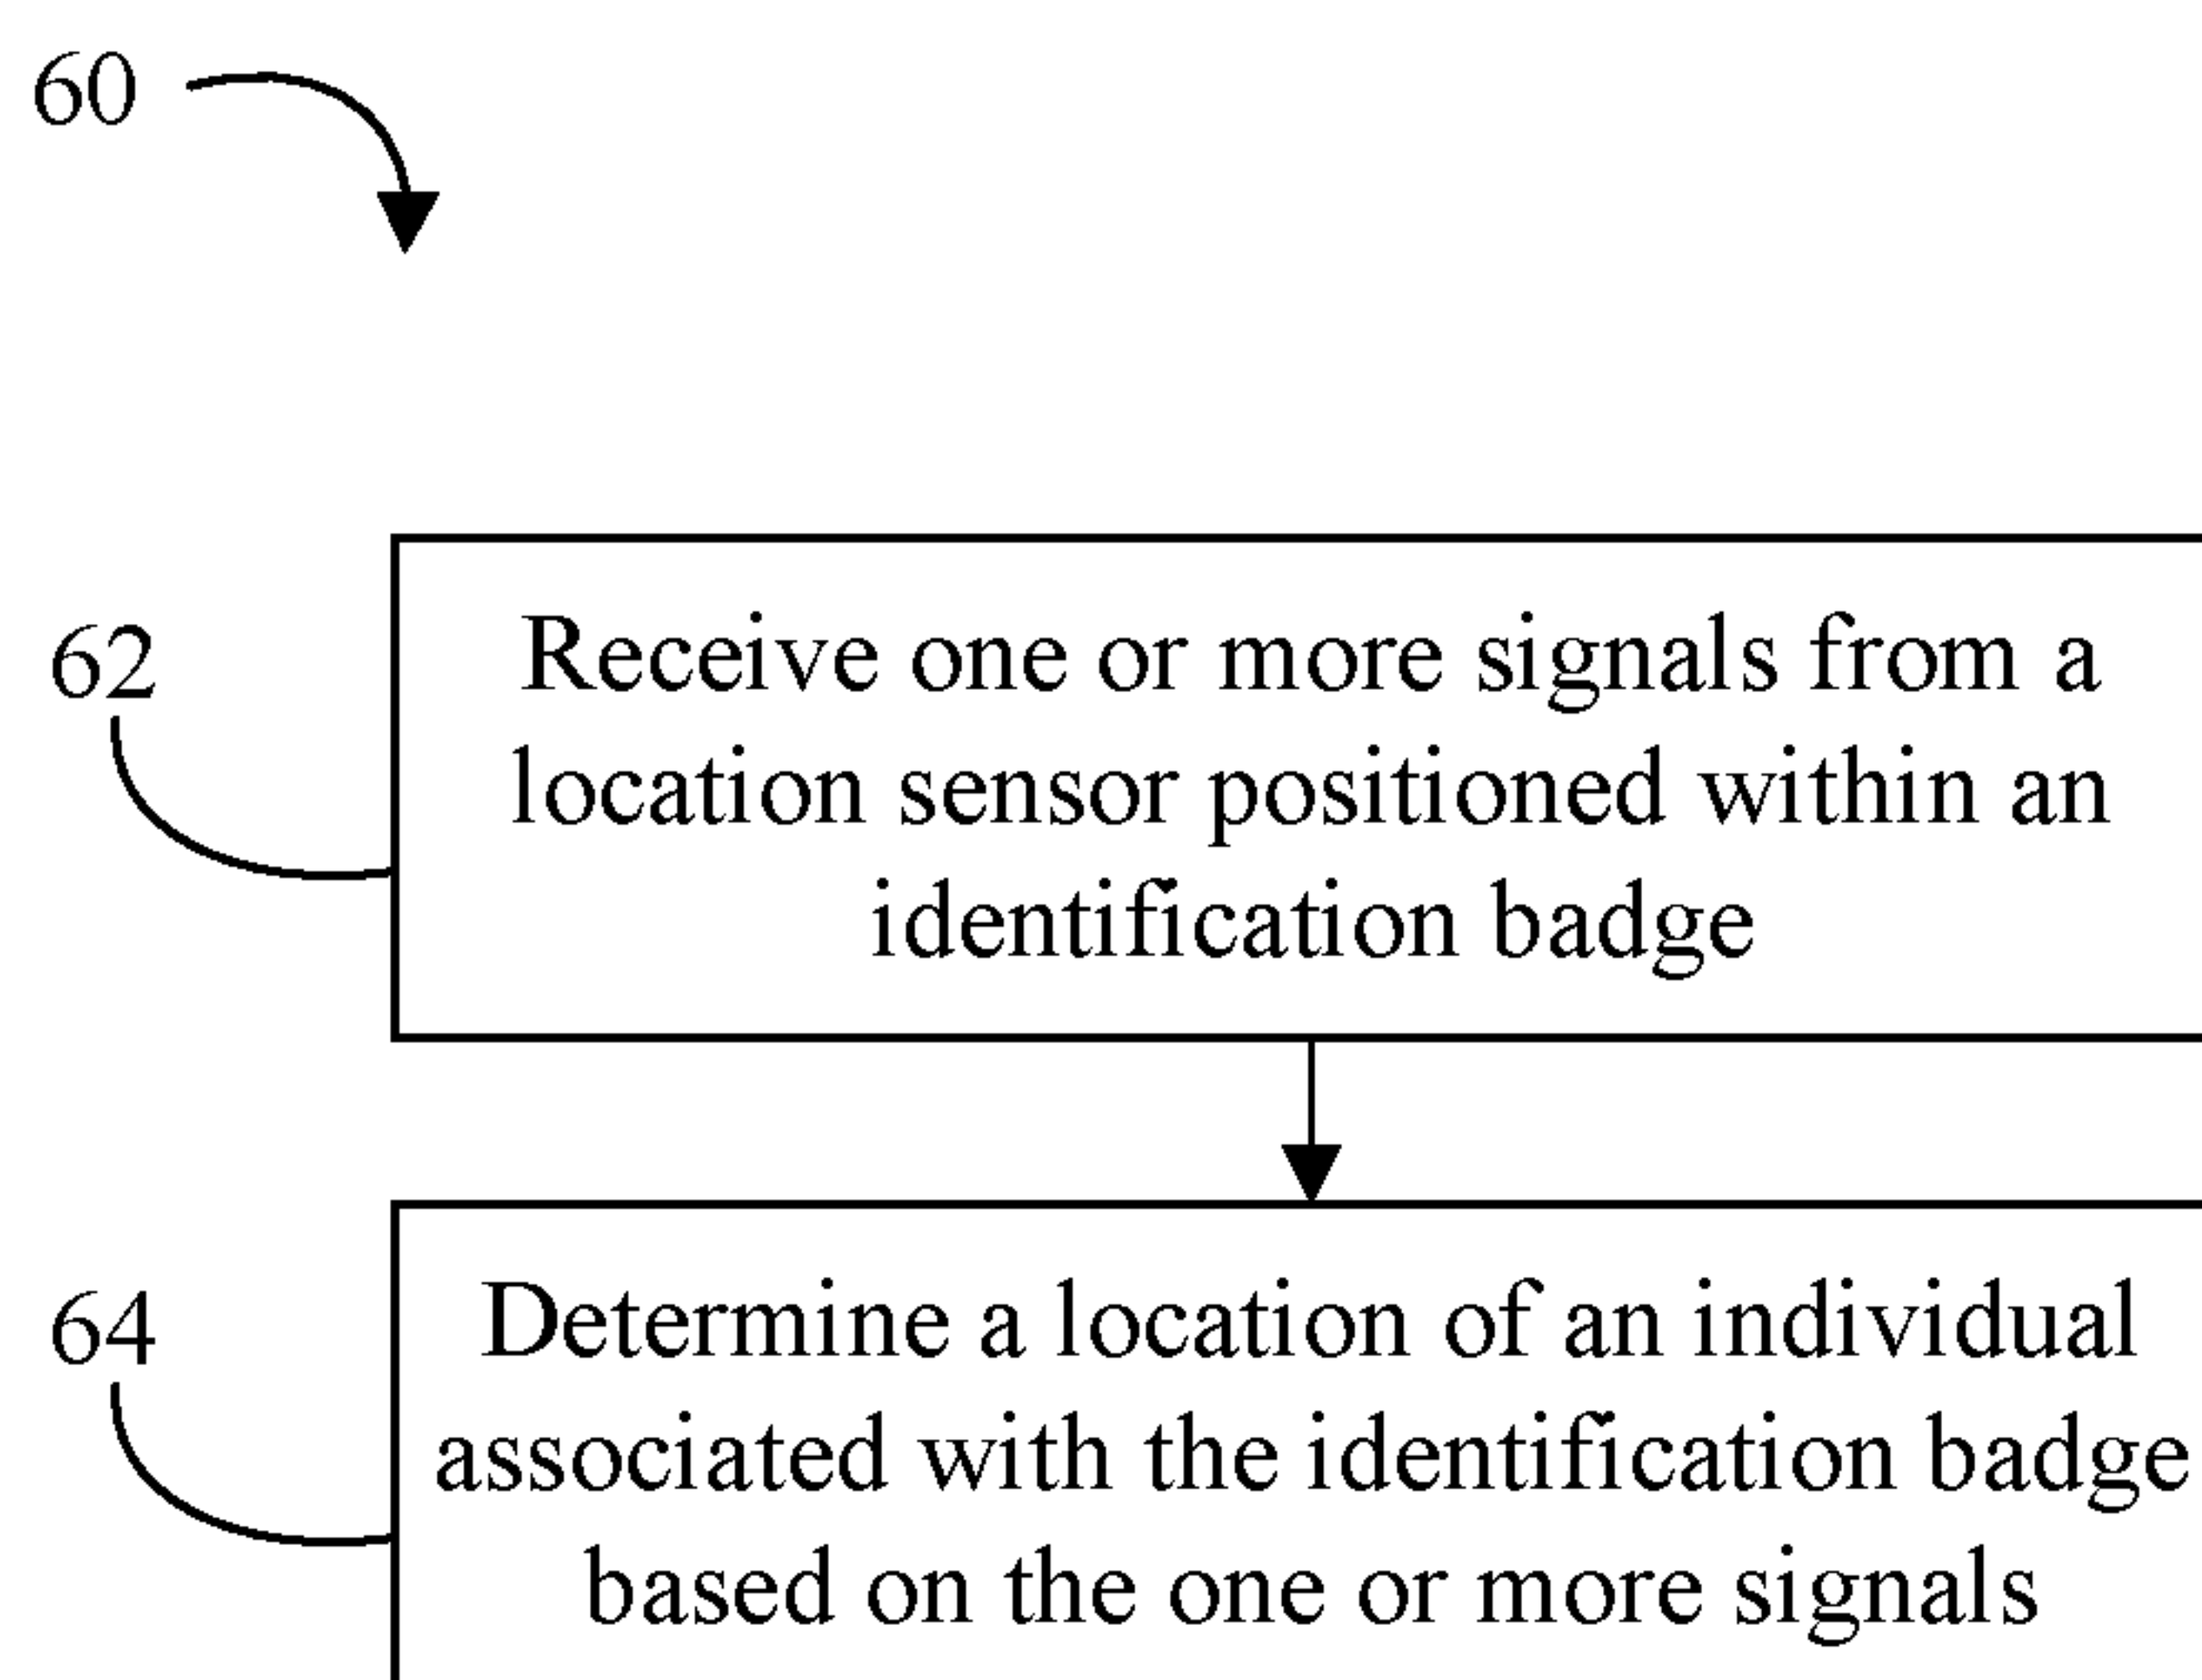 60
62
Receive one or more signals from a
location sensor positioned within an
identification badge
64
Determine a location of an individual
associated with the identification badge
based on the one or more signals